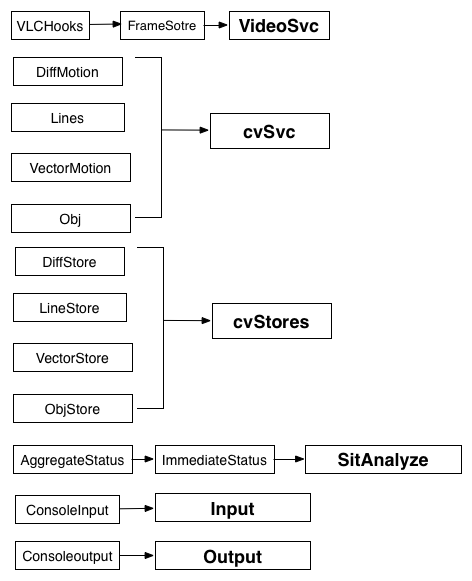 VLCHooks
FrameSotre
VideoSvc
DiffMotion
Lines
cvSvc
VectorMotion
Obj
DiffStore
LineStore
cvStores
VectorStore
ObjStore
AggregateStatus
ImmediateStatus
SitAnalyze
ConsoleInput
Input
Consoleoutput
Output